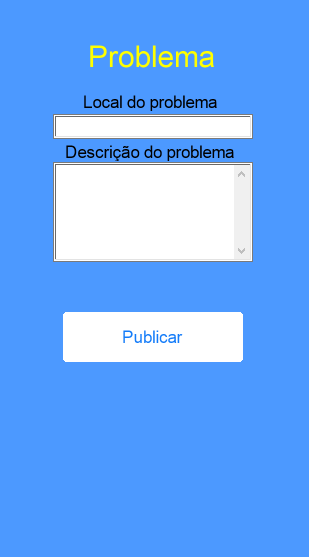 Problema
Local do problema
Descrição do problema
Publicar